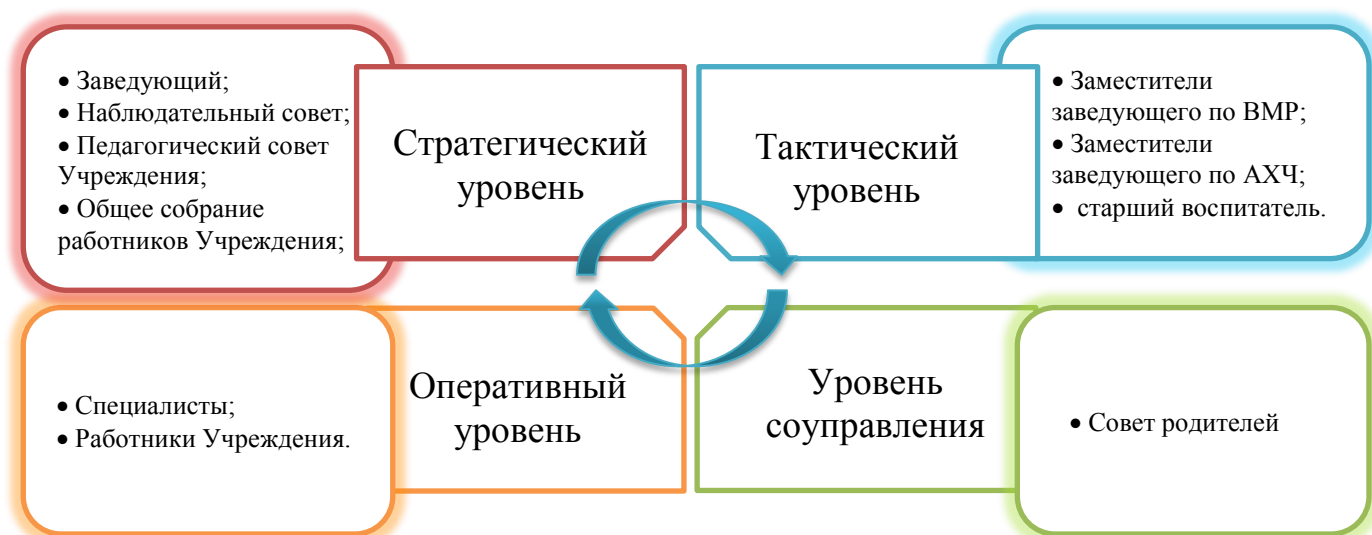 • Заведующий;
• Наблюдательный совет;
• Педагогический совет
Учреждения;
• Общее собрание
работников Учреждения;
Стратегический
уровень
Тактический
уровень
• Заместители
заведующего по ВМР;
• Заместители
заведующего по АХЧ;
• старший воспитатель.
• Специалисты;
• Работники Учреждения.
Оперативный
уровень
Уровень
соуправления
• Совет родителей